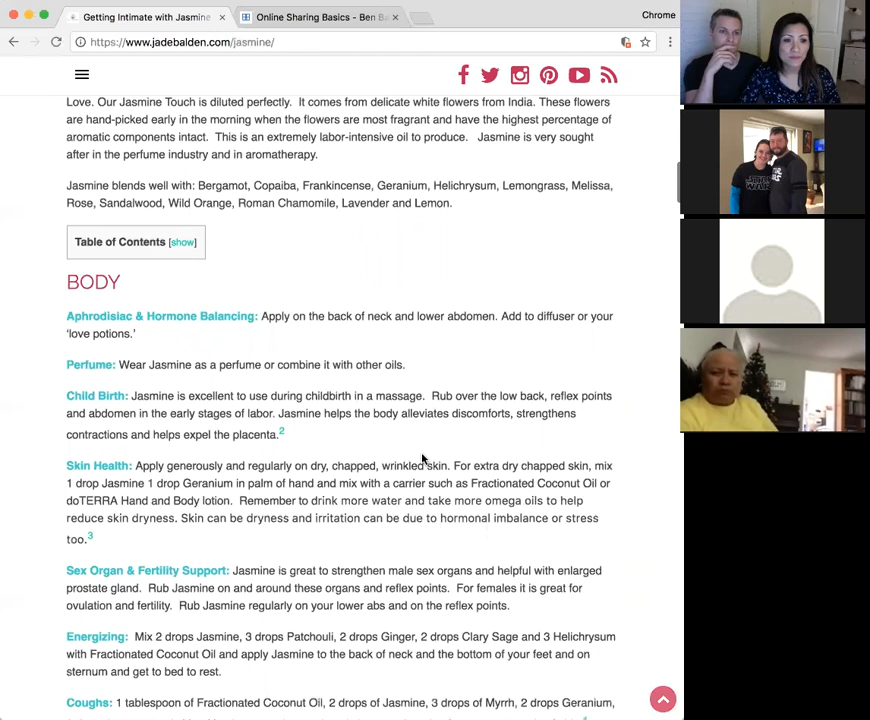 Getting Intimate with Jasmine
Online Sharing Basics - Ben Ba
Chrome
https://www.jadebalden.com/jasmine/
Love. Our Jasmine Touch is diluted perfectly. It comes from delicate white flowers from India. These flowers
are hand-picked early in the morning when the flowers are most fragrant and have the highest percentage of
aromatic components intact. This is an extremely labor-intensive oil to produce. Jasmine is very sought
after in the perfume industry and in aromatherapy.
Jasmine blends well with: Bergamot, Copaiba, Frankincense, Geranium, Helichrysum, Lemongrass, Melissa,
Rose, Sandalwood, Wild Orange, Roman Chamomile, Lavender and Lemon.
Table of Contents [show]
BODY
Aphrodisiac & Hormone Balancing: Apply on the back of neck and lower abdomen. Add to diffuser or your
‘love potions.’
Perfume: Wear Jasmine as a perfume or combine it with other oils.
Child Birth: Jasmine is excellent to use during childbirth in a massage. Rub over the low back, reflex points
and abdomen in the early stages of labor. Jasmine helps the body alleviates discomforts, strengthens
contractions and helps expel the placenta.2
Skin Health: Apply generously and regularly on dry, chapped, wrinkled skin. For extra dry chapped skin, mix
1 drop Jasmine 1 drop Geranium in palm of hand and mix with a carrier such as Fractionated Coconut Oil or
doTERRA Hand and Body lotion. Remember to drink more water and take more omega oils to help
reduce skin dryness. Skin can be dryness and irritation can be due to hormonal imbalance or stress
too.3
Sex Organ & Fertility Support: Jasmine is great to strengthen male sex organs and helpful with enlarged
prostate gland. Rub Jasmine on and around these organs and reflex points. For females it is great for
ovulation and fertility. Rub Jasmine regularly on your lower abs and on the reflex points.
Energizing: Mix 2 drops Jasmine, 3 drops Patchouli, 2 drops Ginger, 2 drops Clary Sage and 3 Helichrysum
with Fractionated Coconut Oil and apply Jasmine to the back of neck and the bottom of your feet and on
sternum and get to bed to rest.
Coughs: 1 tablespoon of Fractionated Coconut Oil, 2 drops of Jasmine, 3 drops of Myrrh, 2 drops Geranium,